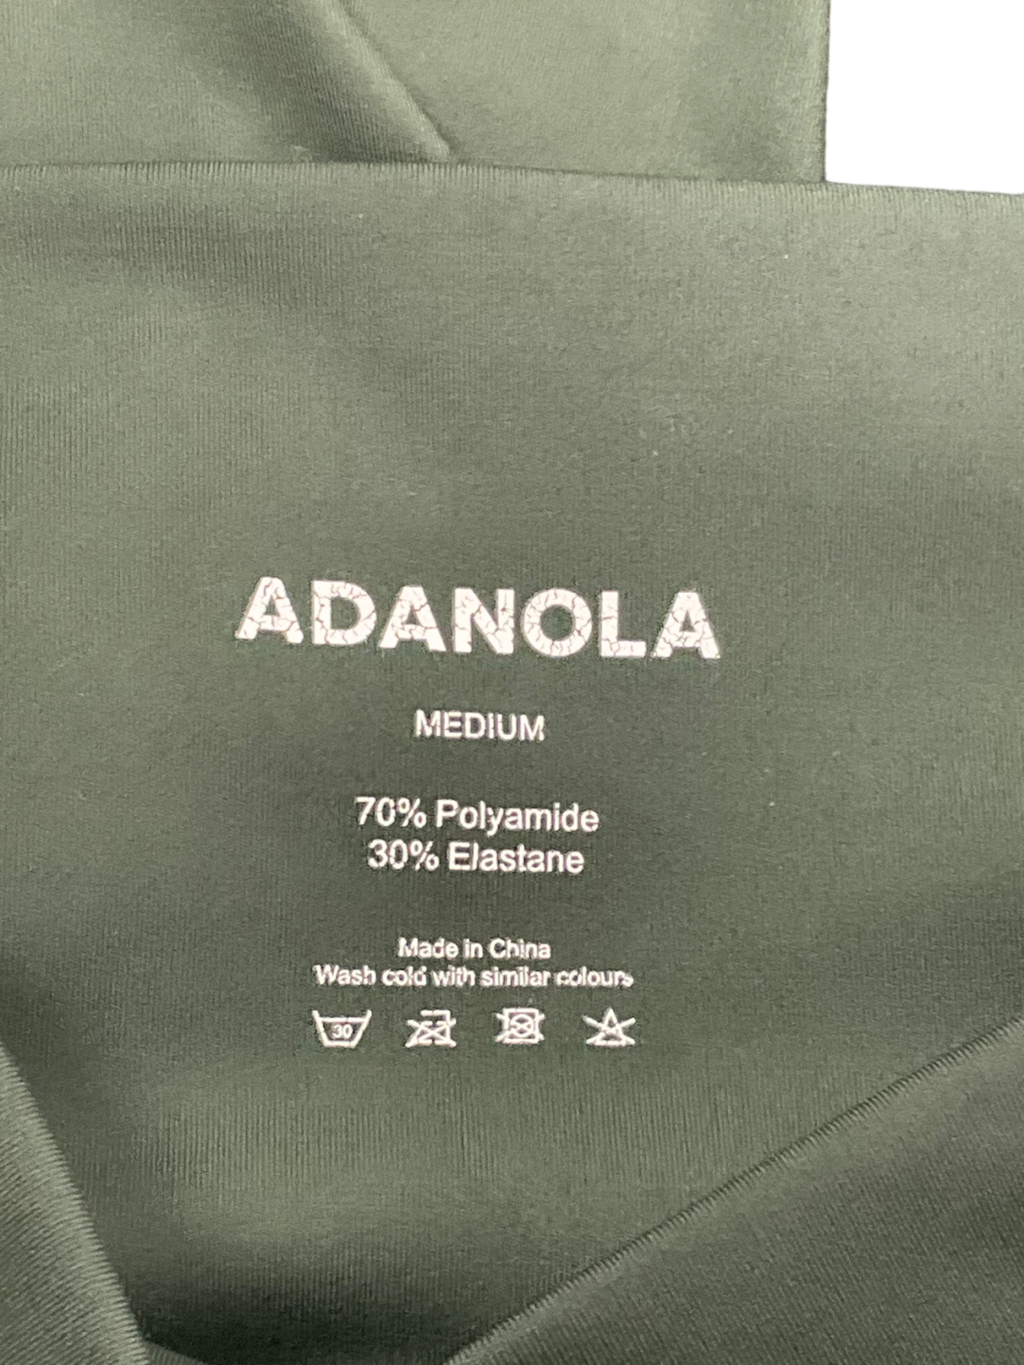 ADANOLA
MEDIUM
70% Polyamide
30% Elastane
Made in China
Wash cold with similar colours
30